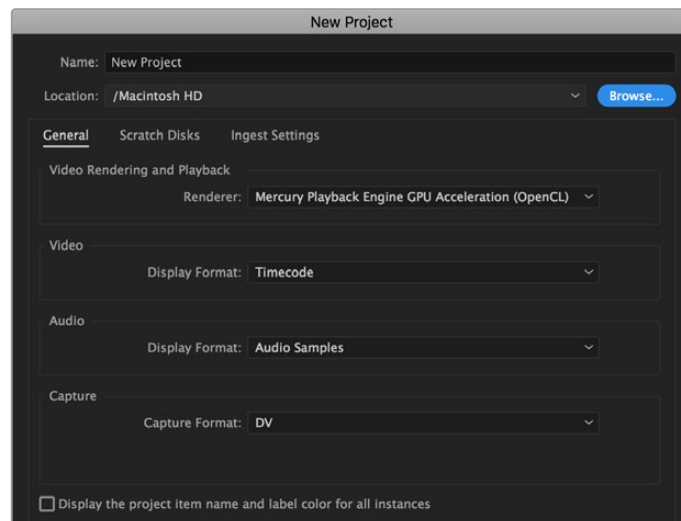 New Project
Name: New Project
Location: /Macintosh HD Browse...
General Scratch Disks Ingest Settings
Video Rendering and Playback
Renderer: Mercury Playback Engine GPU Acceleration (OpenCL)
Video
Display Format: Timecode
Audio
Display Format: Audio Samples
Capture
Capture Format: DV
Display the project item name and label color for all instances